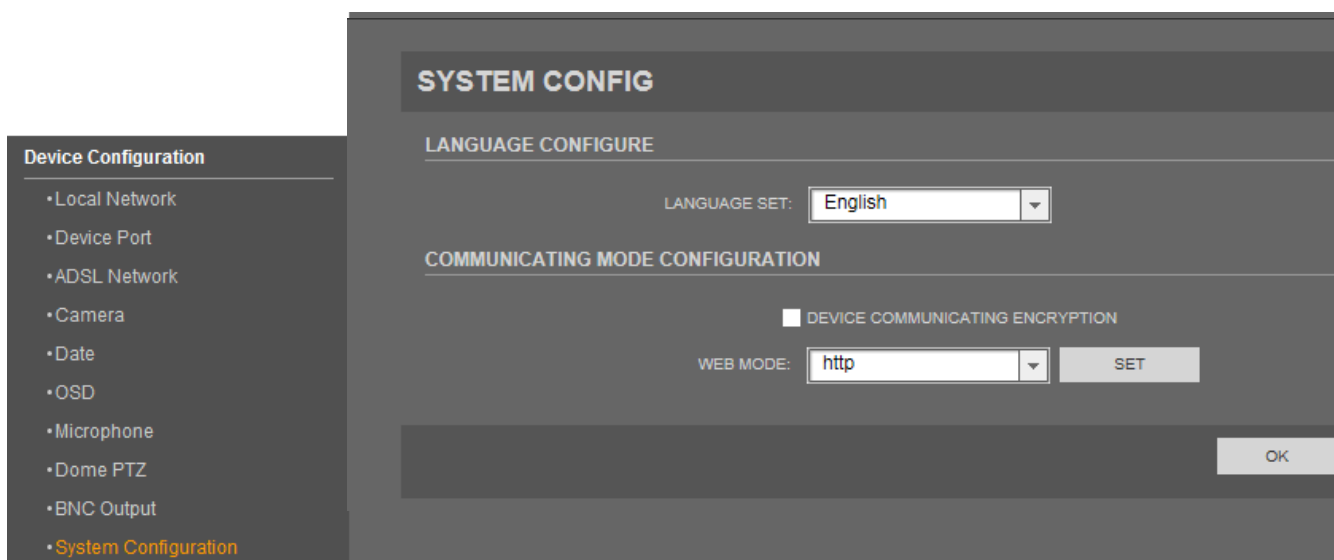 Device Configuration
•Local Network
•Device Port
•ADSL Network
•Camera
•Date
•OSD
•Microphone
•Dome PTZ
•BNC Output
•System Configuration
SYSTEM CONFIG
LANGUAGE CONFIGURE
LANGUAGE SET: English
COMMUNICATING MODE CONFIGURATION
DEVICE COMMUNICATING ENCRYPTION
WEB MODE: http SET
OK